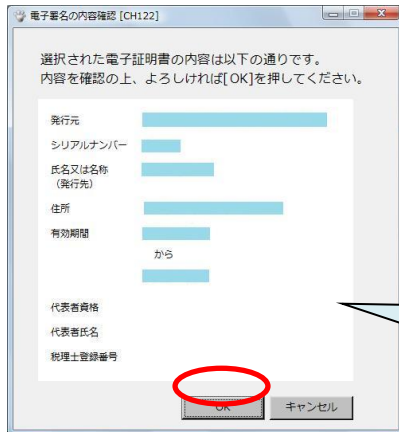 電子署名の内容確認 [CH122]
選択された電子証明書の内容は以下の通りです。
内容を確認の上、よろしければ[OK]を押してください。
発行元
シリアルナンバー
氏名又は名称
（発行先）
住所
有効期間
から
代表者資格
代表者氏名
税理士登録番号
OK キャンセル